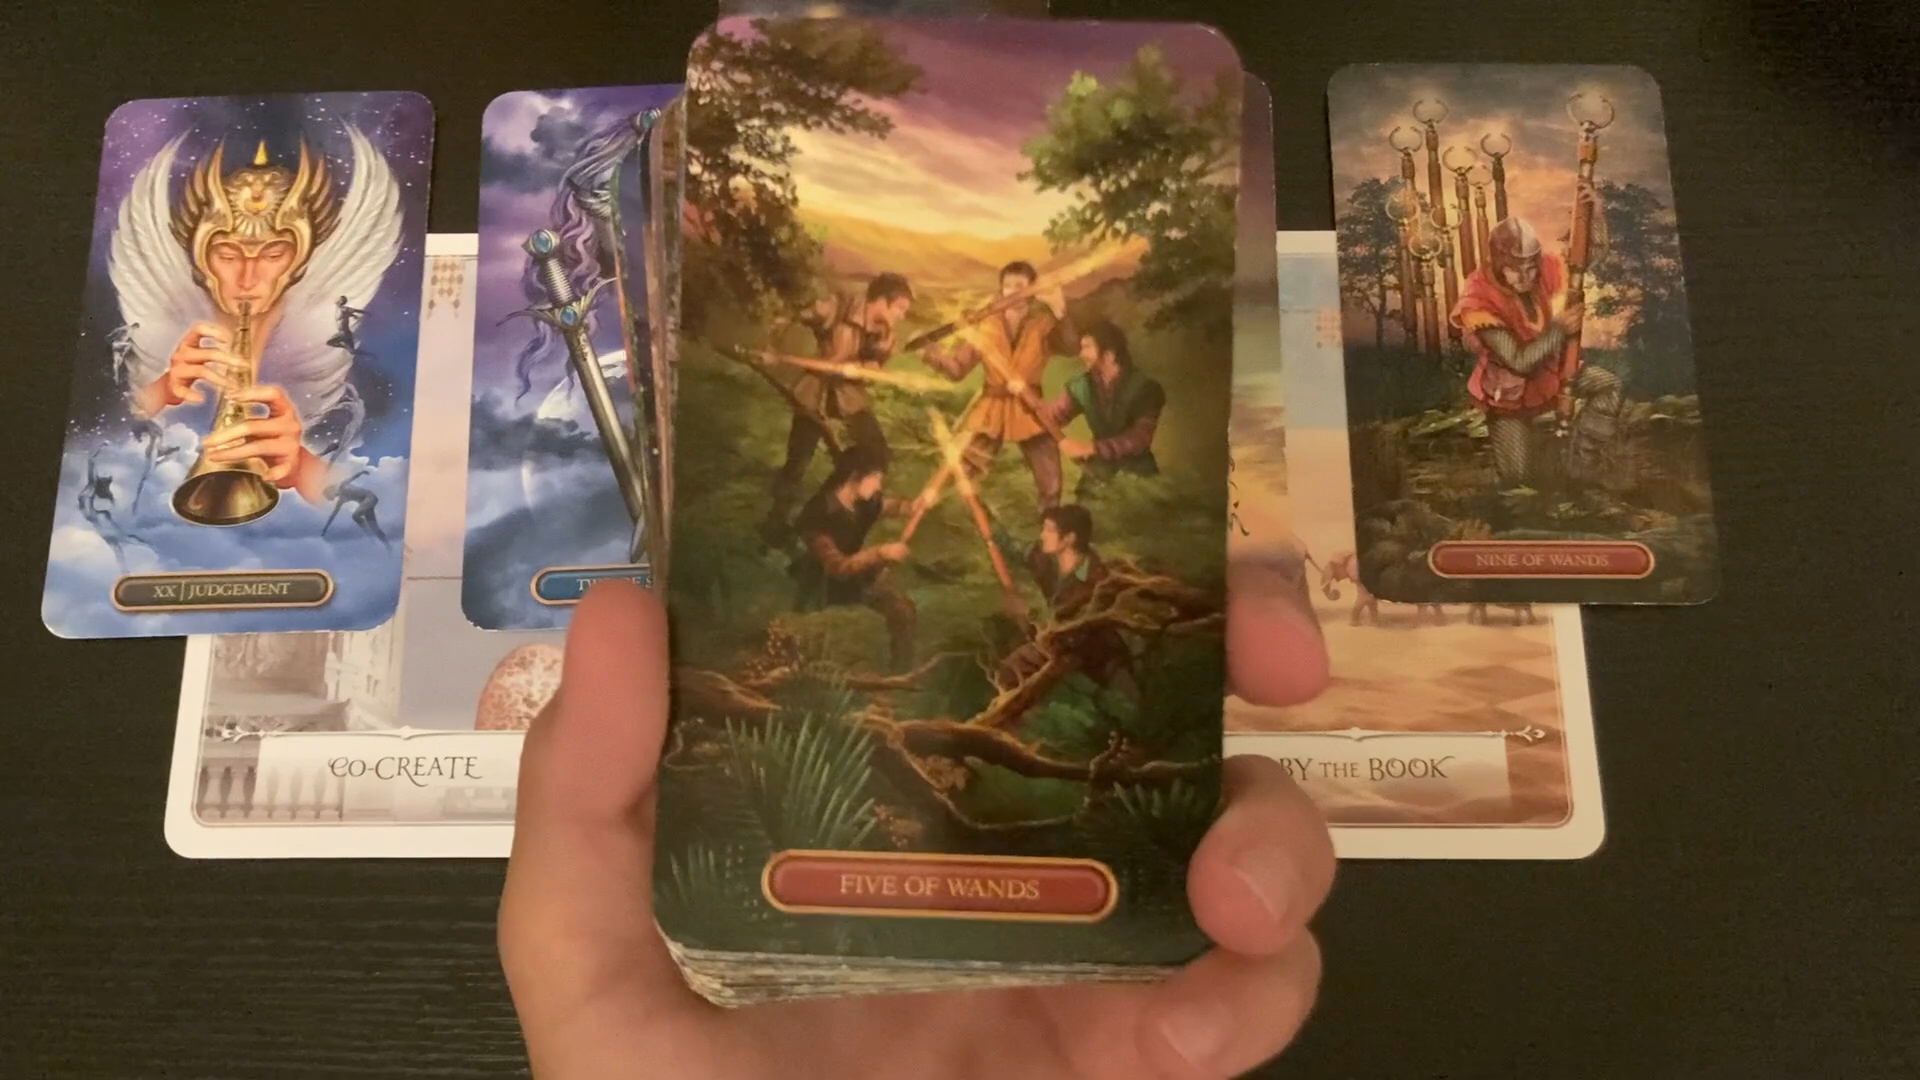 XX | JUDGEMENT
NINE OF WANDS
CO-CREATE
BY THE BOOK
FIVE OF WANDS